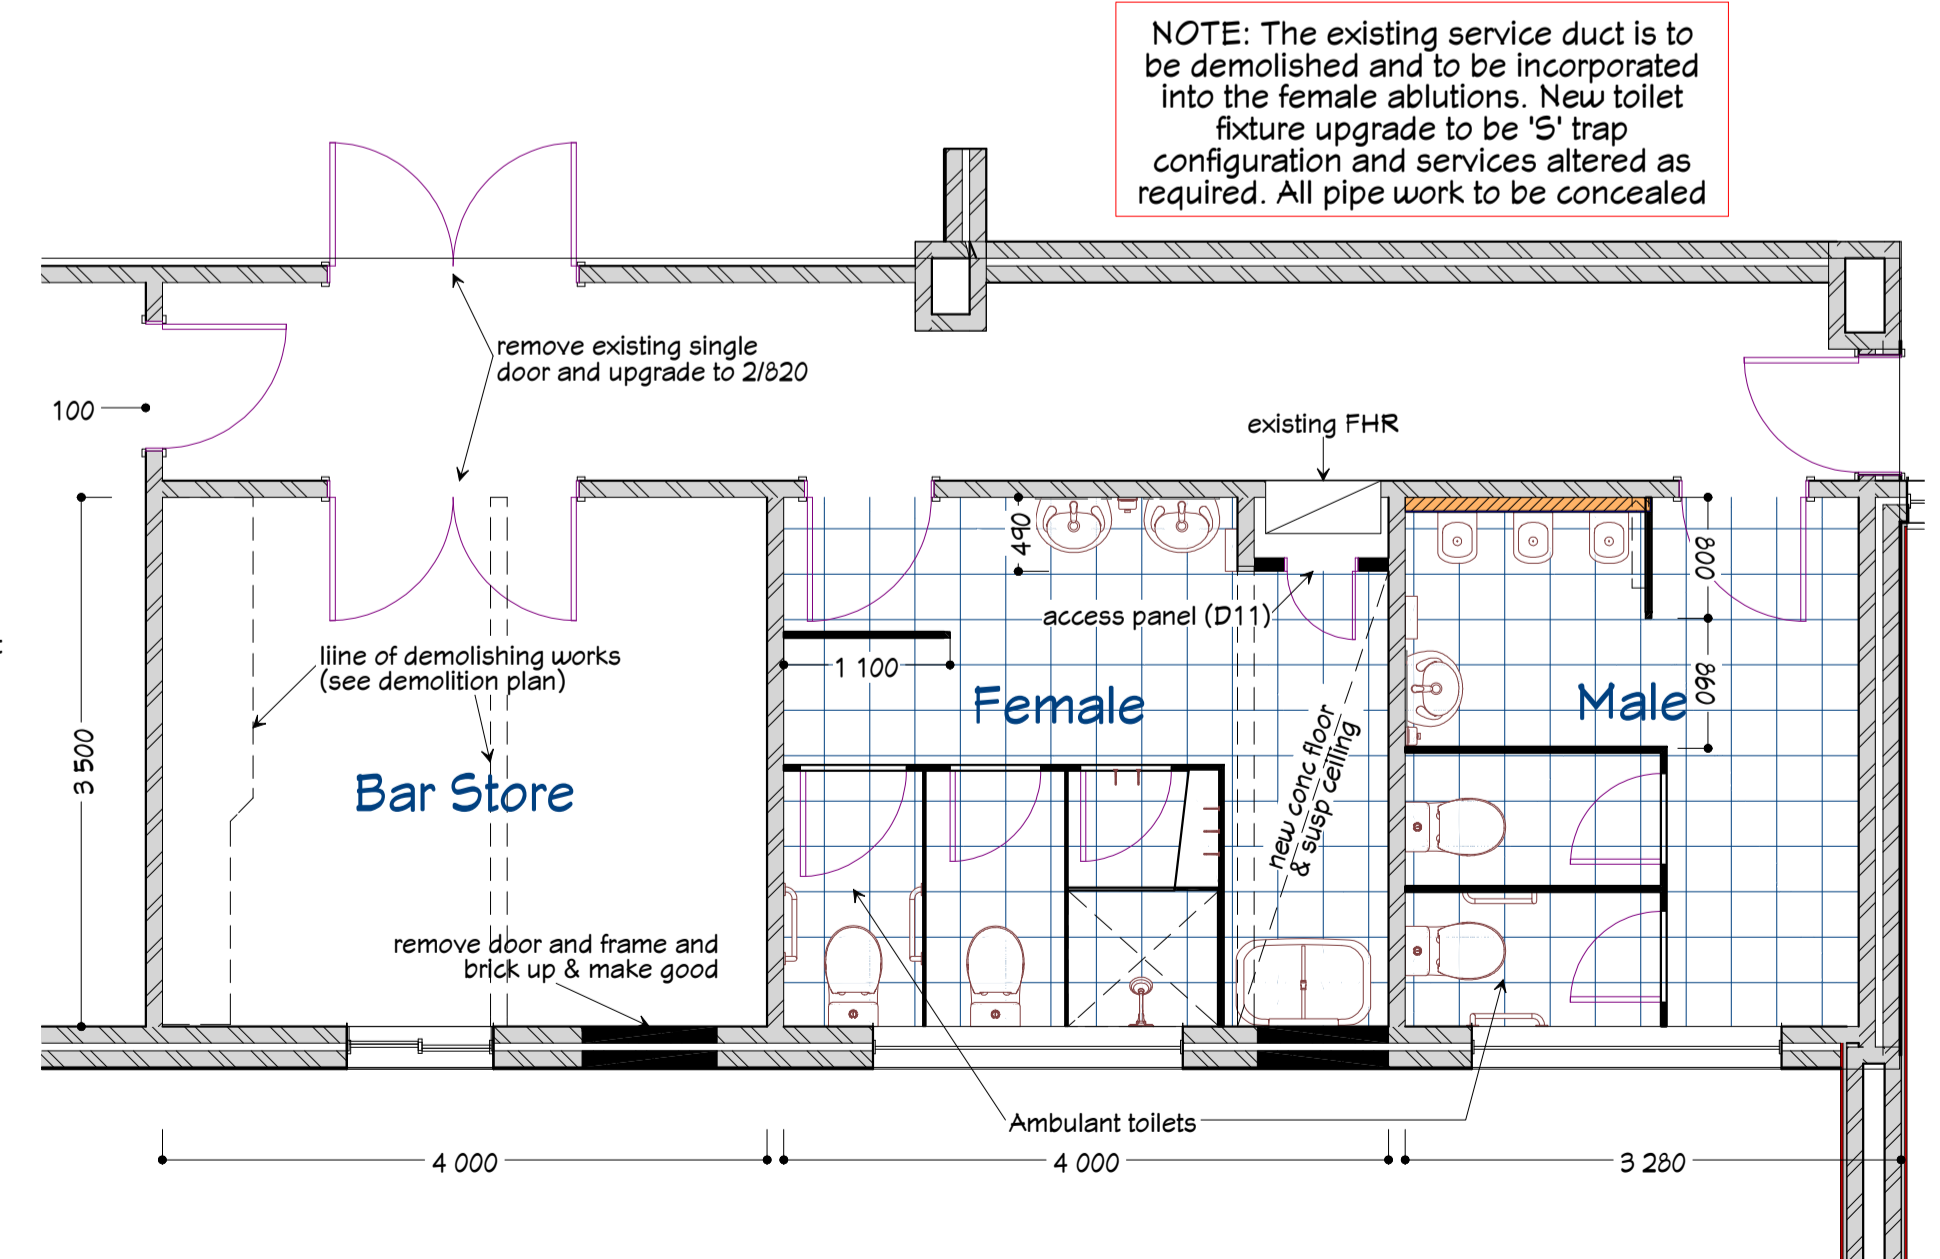 NOTE: The existing service duct is to
be demolished and to be incorporated
into the female ablutions. New toilet
fixture upgrade to be 'S' trap
configuration and services altered as
required. All pipe work to be concealed
remove existing single
door and upgrade to 2/820
100
existing FHR
490
800
access panel (D11)
liine of demolishing works
(see demolition plan)
1 100
Female
Male
860
3 500
Bar Store
new conc floor
& susp ceiling
remove door and frame and
brick up & make good
Ambulant toilets
4 000
4 000
3 280